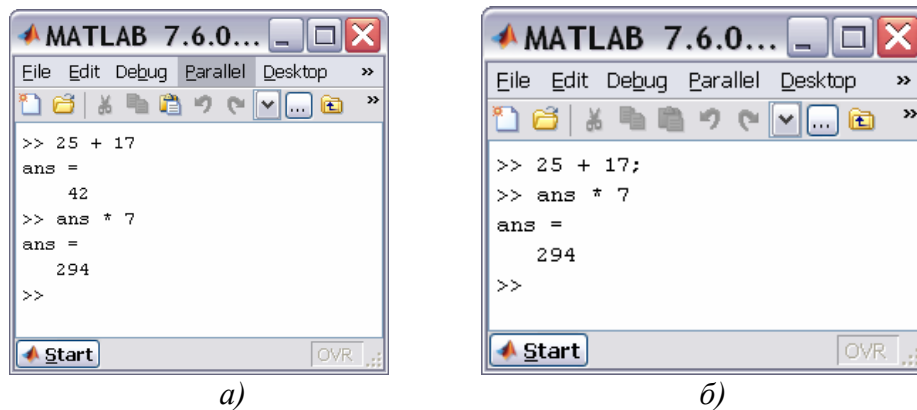 MATLAB 7.6.0...
File Edit Debug Parallel Desktop »
... »
>> 25 + 17
ans =
42
>> ans * 7
ans =
294
>>
Start OVR
а)
MATLAB 7.6.0...
File Edit Debug Parallel Desktop »
... »
>> 25 + 17;
>> ans * 7
ans =
294
>>
Start OVR
б)